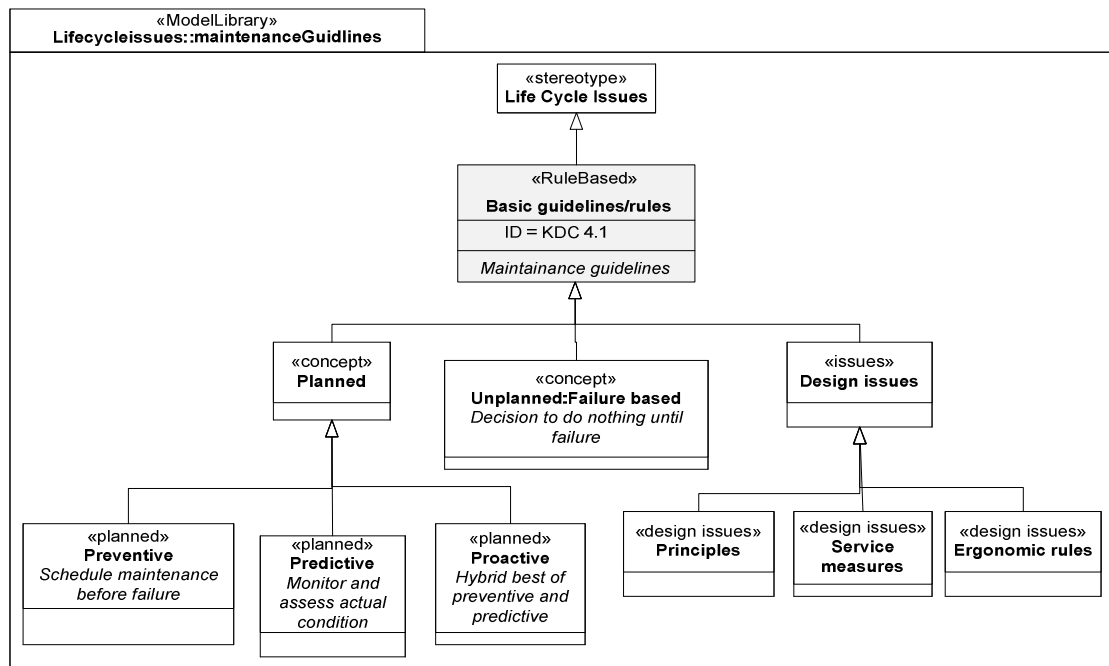 «ModelLibrary»
Lifecycleissues::maintenanceGuidlines
«stereotype»
Life Cycle Issues
«RuleBased»
Basic guidelines/rules
ID = KDC 4.1
Maintainance guidelines
«concept»
Planned
«concept»
Unplanned:Failure based
Decision to do nothing until
failure
«issues»
Design issues
«planned»
Preventive
Schedule maintenance
before failure
«planned»
Predictive
Monitor and
assess actual
condition
«planned»
Proactive
Hybrid best of
preventive and
predictive
«design issues»
Principles
«design issues»
Service
measures
«design issues»
Ergonomic rules